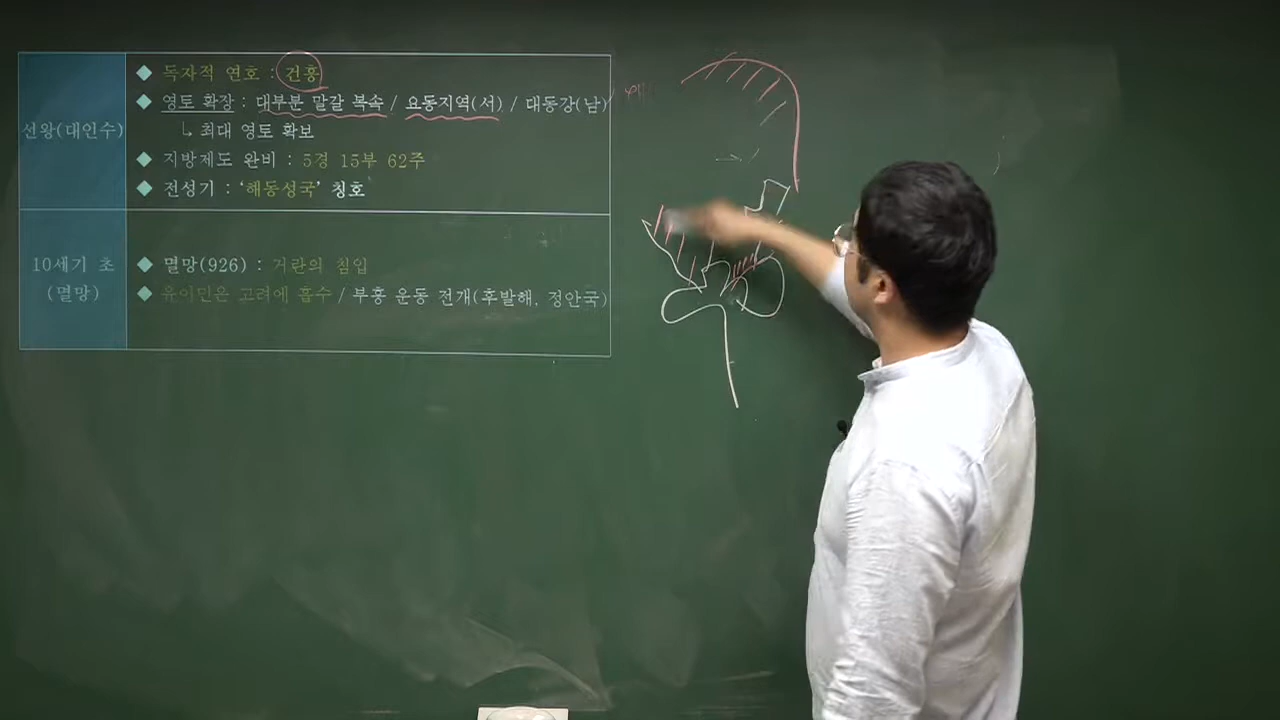 선왕(대인수)
◆ 독자적 연호 : 건흥
◆ 영토 확장 : 대부분 말갈 복속 / 요동지역(서) / 대동강(남)
↳ 최대 영토 확보
◆ 지방제도 완비 : 5경 15부 62주
◆ 전성기 : ‘해동성국’ 칭호
10세기 초
(멸망)
◆ 멸망(926) : 거란의 침입
◆ 유이민은 고려에 흡수 / 부흥 운동 전개(후발해, 정안국)